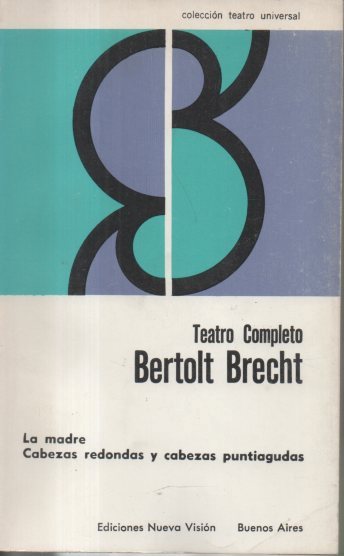 colección teatro universal
Teatro Completo
Bertolt Brecht
La madre
Cabezas redondas y cabezas puntiagudas
Ediciones Nueva Visión Buenos Aires